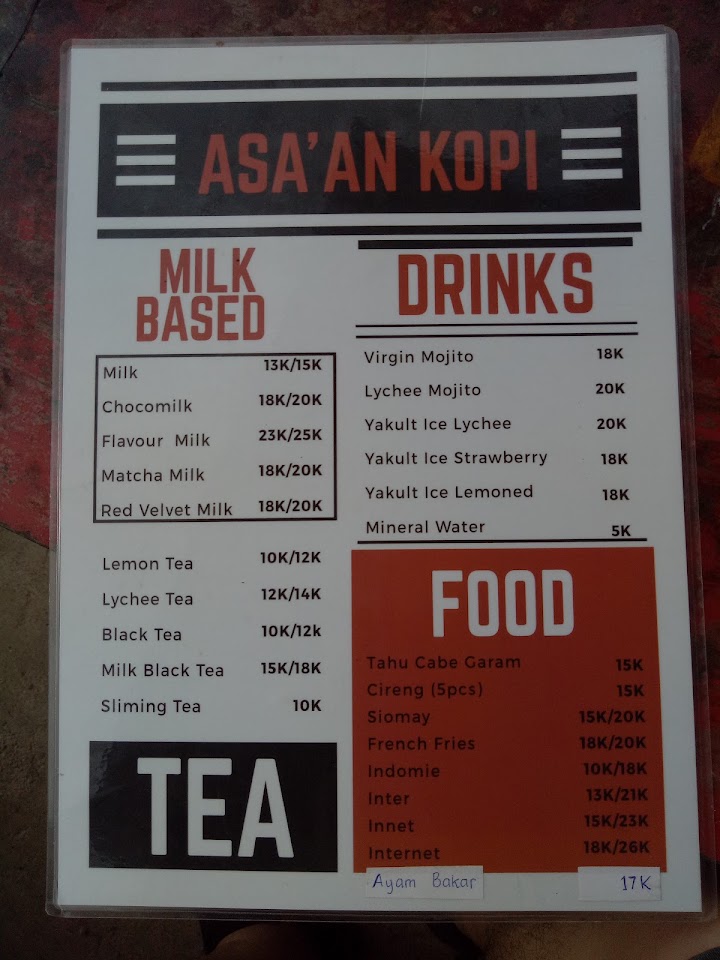 ASA'AN KOPI
MILK
BASED
Milk 13K/15K
Chocomilk 18K/20K
Flavour Milk 23K/25K
Matcha Milk 18K/20K
Red Velvet Milk 18K/20K
Lemon Tea 10K/12K
Lychee Tea 12K/14K
Black Tea 10K/12k
Milk Black Tea 15K/18K
Sliming Tea 10K
TEA
DRINKS
Virgin Mojito 18K
Lychee Mojito 20K
Yakult Ice Lychee 20K
Yakult Ice Strawberry 18K
Yakult Ice Lemoned 18K
Mineral Water 5K
FOOD
Tahu Cabe Garam 15K
Cireng (5pcs) 15K
Siomay 15K/20K
French Fries 18K/20K
Indomie 10K/18K
Inter 13K/21K
Innet 15K/23K
Internet 18K/26K
Ayam Bakar 17K